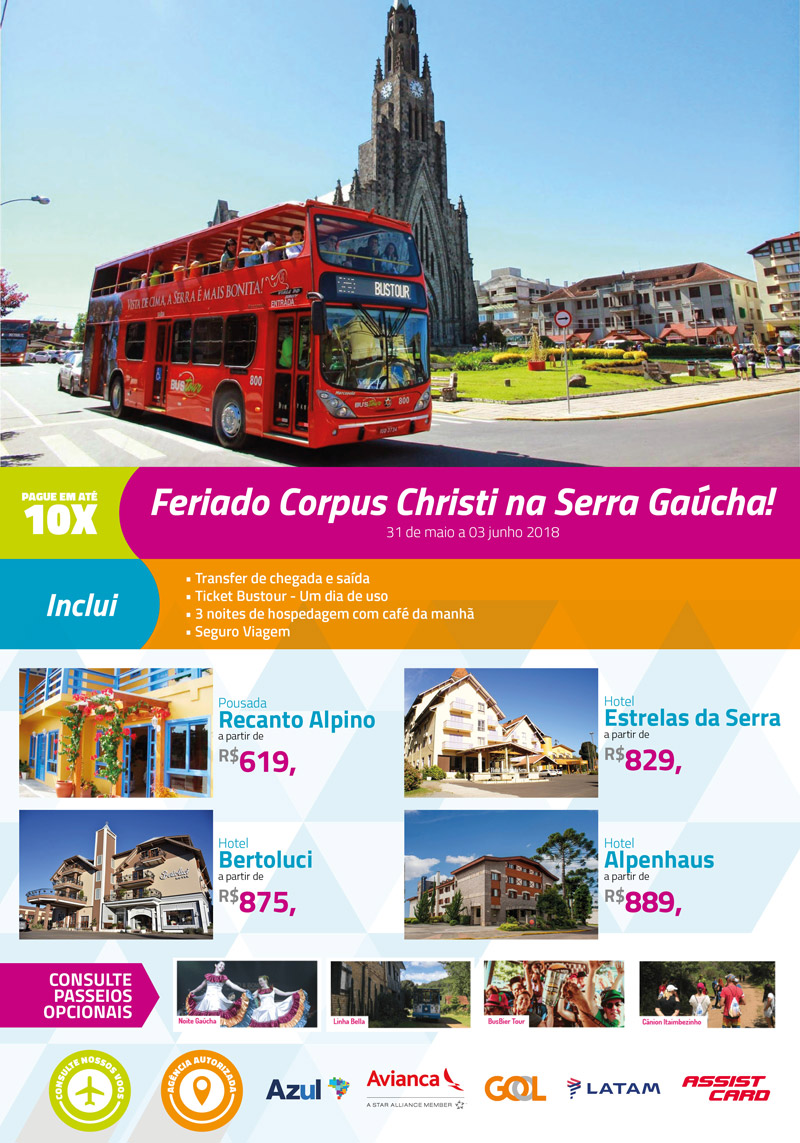 VISTA DE CIMA, A SERRA É MAIS BONITA!
ENTRADA
BUSTOUR
BUSTOUR
800
BUSTOUR
800
PAGUE EM ATÉ
10X
Feriado Corpus Christi na Serra Gaúcha!
31 de maio a 03 junho 2018
Inclui
• Transfer de chegada e saída
• Ticket Bustour - Um dia de uso
• 3 noites de hospedagem com café da manhã
• Seguro Viagem
Pousada
Recanto Alpino
a partir de
R$619,
Hotel
Estrelas da Serra
a partir de
R$829,
Bertoluci
Hotel
Bertoluci
a partir de
R$875,
Hotel
Alpenhaus
a partir de
R$889,
CONSULTE
PASSEIOS
OPCIONAIS
Noite Gaúcha
Linha Bella
BusBier Tour
Cânion Itaimbezinho
CONSULTE NOSSOS VOOS
AGÊNCIA AUTORIZADA
Azul
Avianca
A STAR ALLIANCE MEMBER
GOL
LATAM
ASSIST
CARD